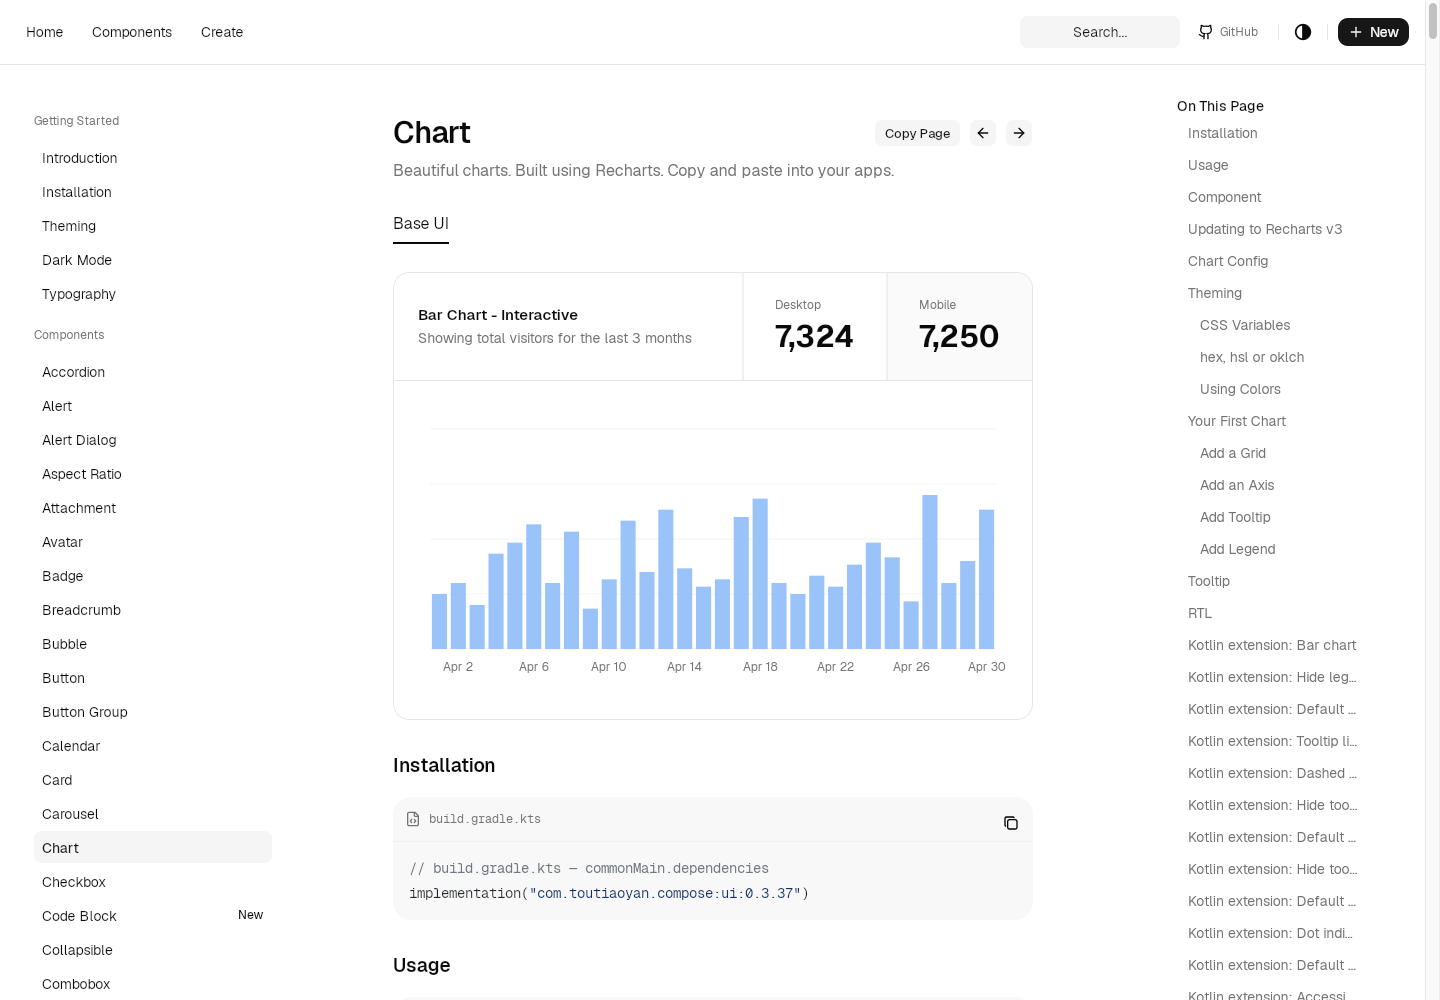 Home
Components
Create
Search...
GitHub
New
Getting Started
Introduction
Installation
Theming
Dark Mode
Typography
Components
Accordion
Alert
Alert Dialog
Aspect Ratio
Attachment
Avatar
Badge
Breadcrumb
Bubble
Button
Button Group
Calendar
Card
Carousel
Chart
Checkbox
Code Block
New
Collapsible
Combobox
Chart
Copy Page
Beautiful charts. Built using Recharts. Copy and paste into your apps.
Base UI
Bar Chart - Interactive
Showing total visitors for the last 3 months
Desktop
7,324
Mobile
7,250
Apr 2
Apr 6
Apr 10
Apr 14
Apr 18
Apr 22
Apr 26
Apr 30
Installation
build.gradle.kts
// build.gradle.kts — commonMain.dependencies
implementation("com.toutiaoyan.compose:ui:0.3.37")
Usage
On This Page
Installation
Usage
Component
Updating to Recharts v3
Chart Config
Theming
CSS Variables
hex, hsl or oklch
Using Colors
Your First Chart
Add a Grid
Add an Axis
Add Tooltip
Add Legend
Tooltip
RTL
Kotlin extension: Bar chart
Kotlin extension: Hide leg...
Kotlin extension: Default ...
Kotlin extension: Tooltip li...
Kotlin extension: Dashed ...
Kotlin extension: Hide too...
Kotlin extension: Default ...
Kotlin extension: Hide too...
Kotlin extension: Default ...
Kotlin extension: Dot indi...
Kotlin extension: Default ...
Kotlin extension: Accessi...